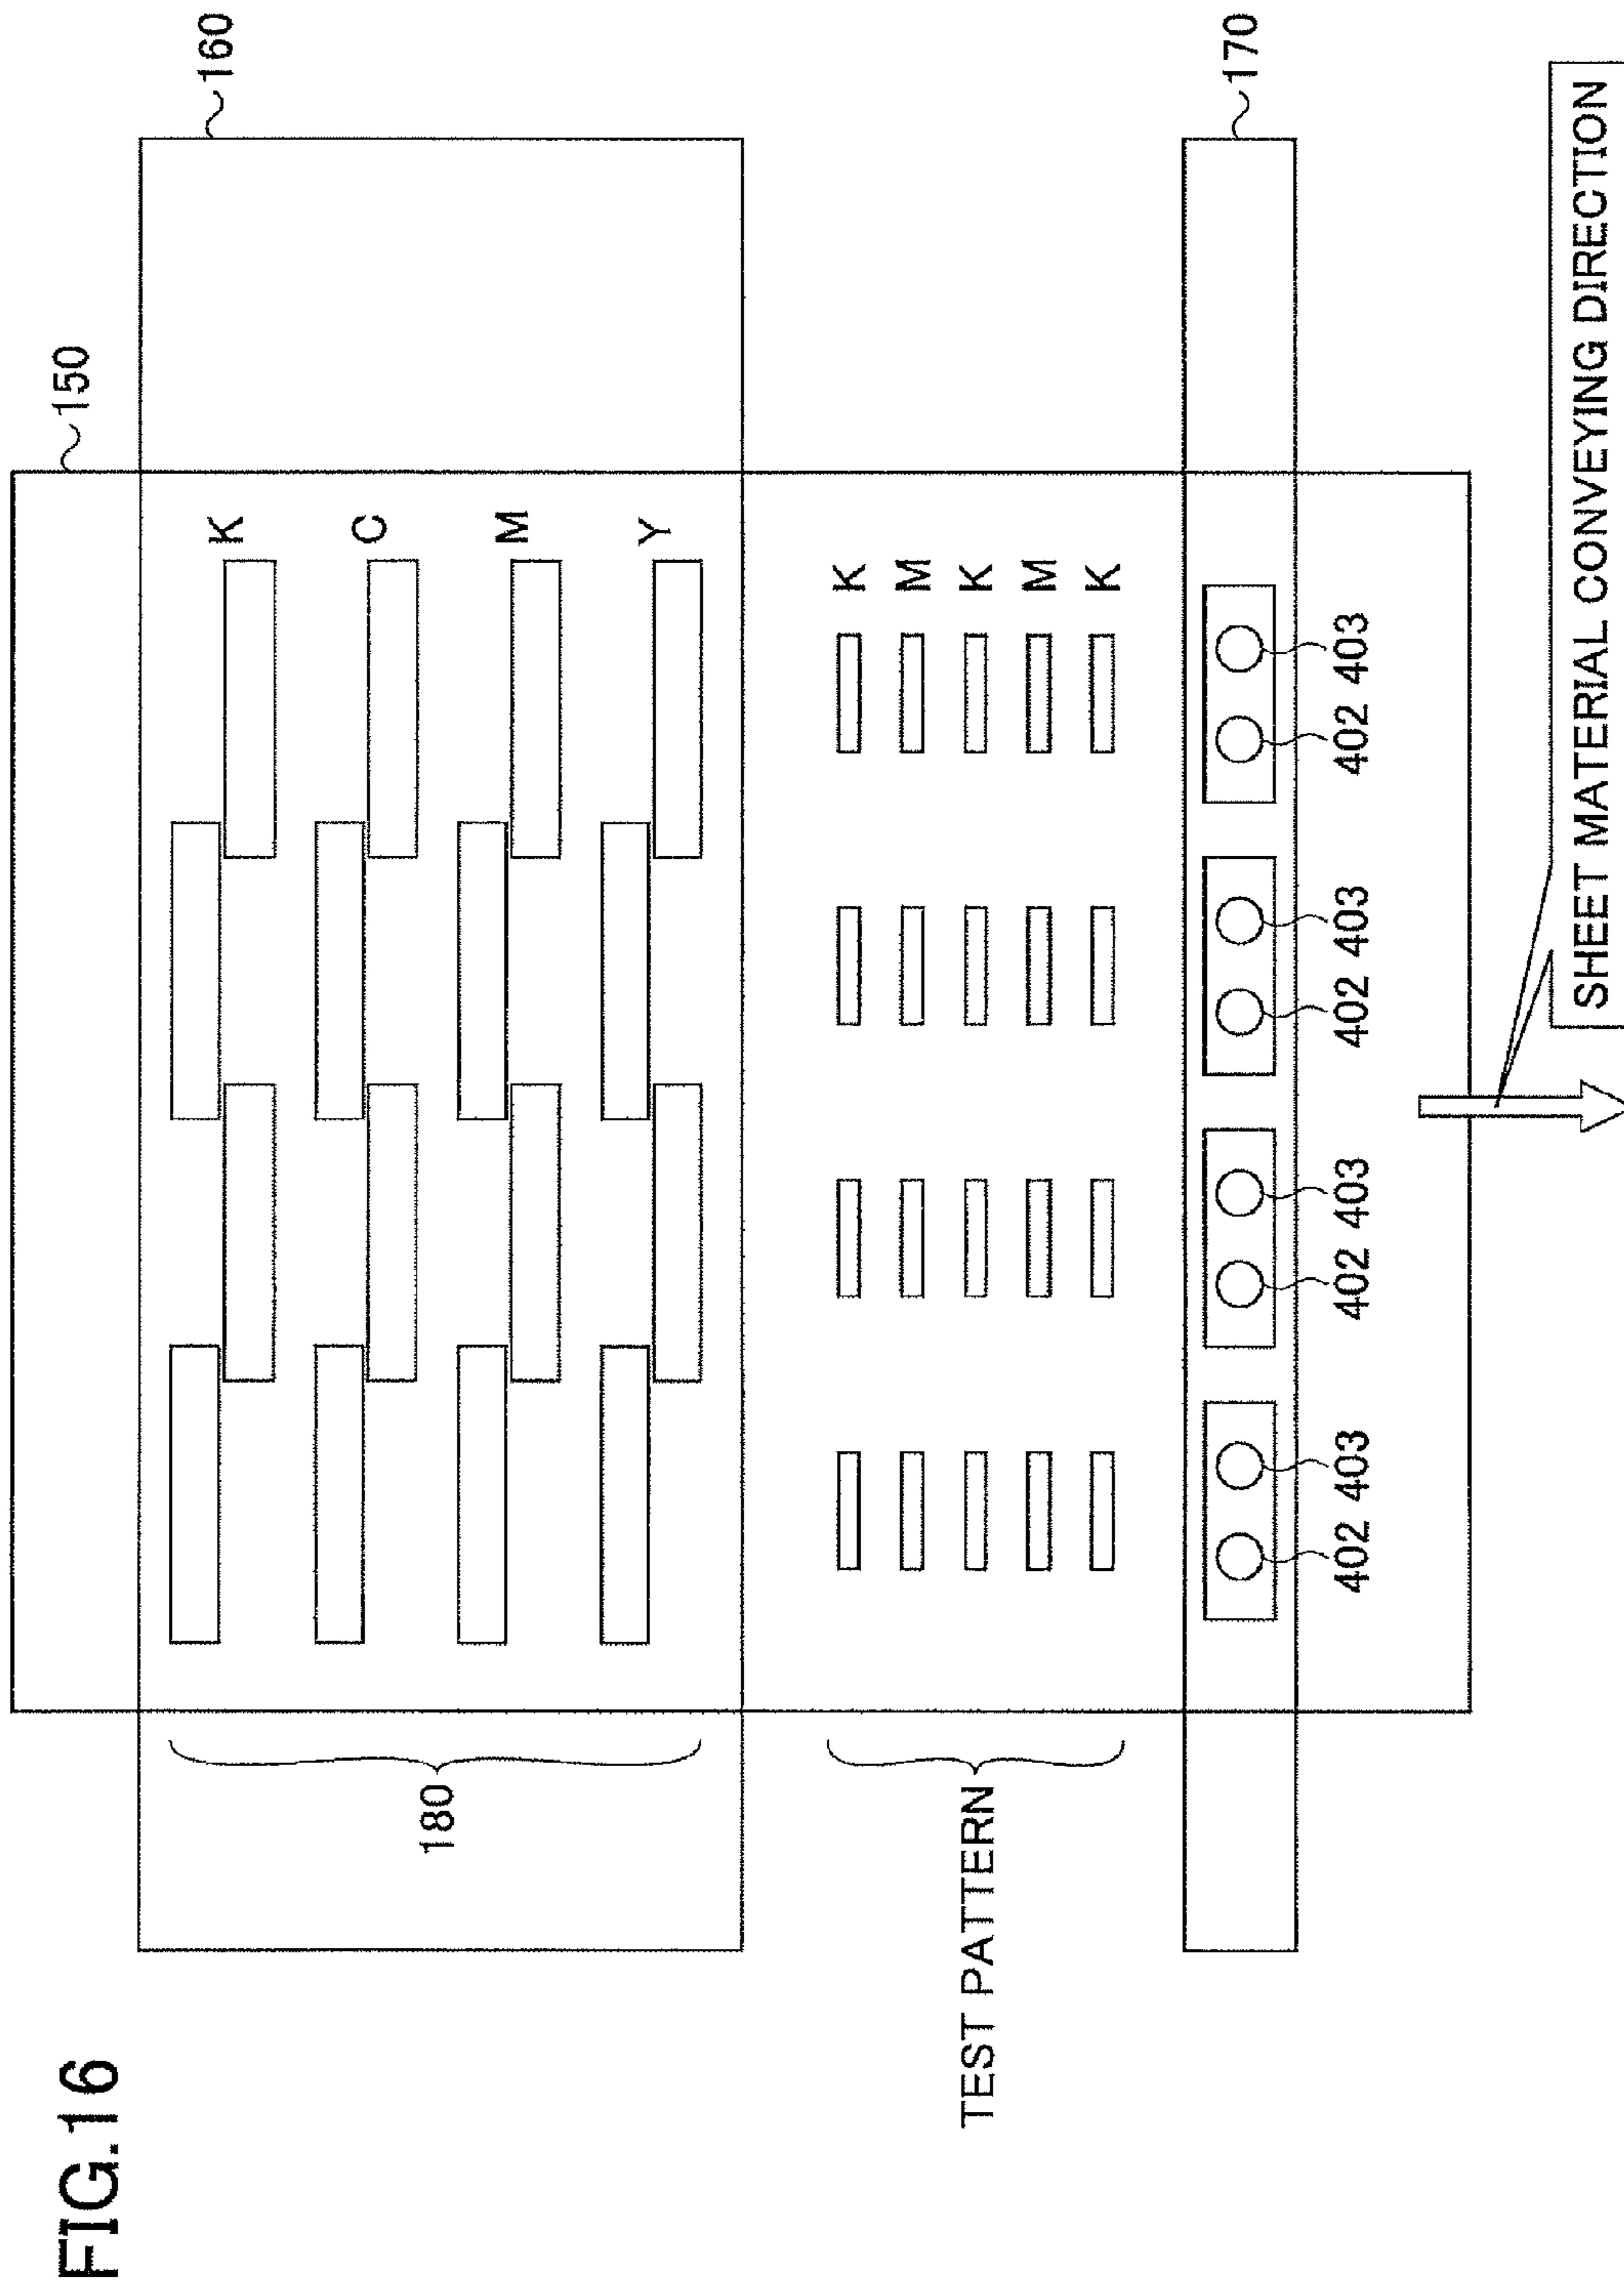 FIG.16
150
160
K
C
180
M
Y
K
M
TEST PATTERN
K
M
K
170
402 403 402 403 402 403 402 403
SHEET MATERIAL CONVEYING DIRECTION